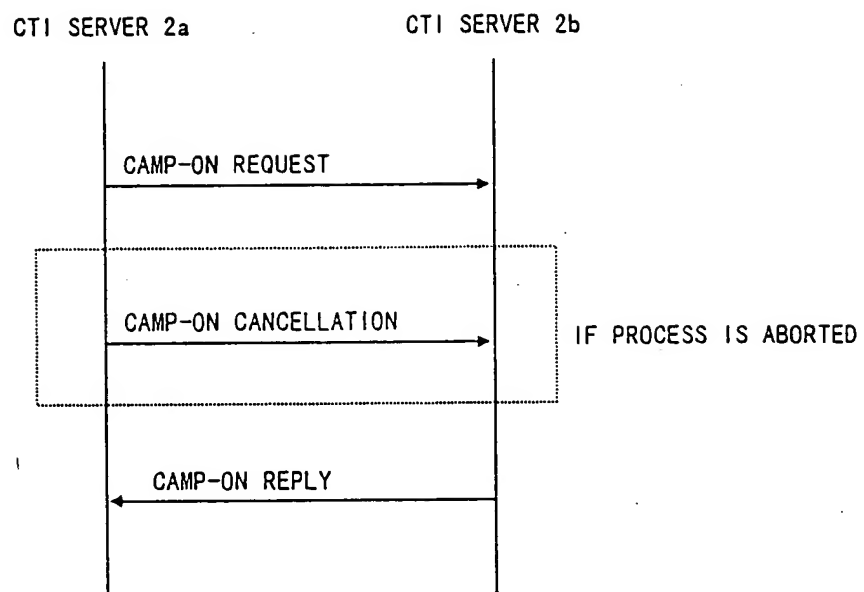 CTI SERVER 2a
CTI SERVER 2b
CAMP-ON REQUEST
CAMP-ON CANCELLATION
IF PROCESS IS ABORTED
CAMP-ON REPLY